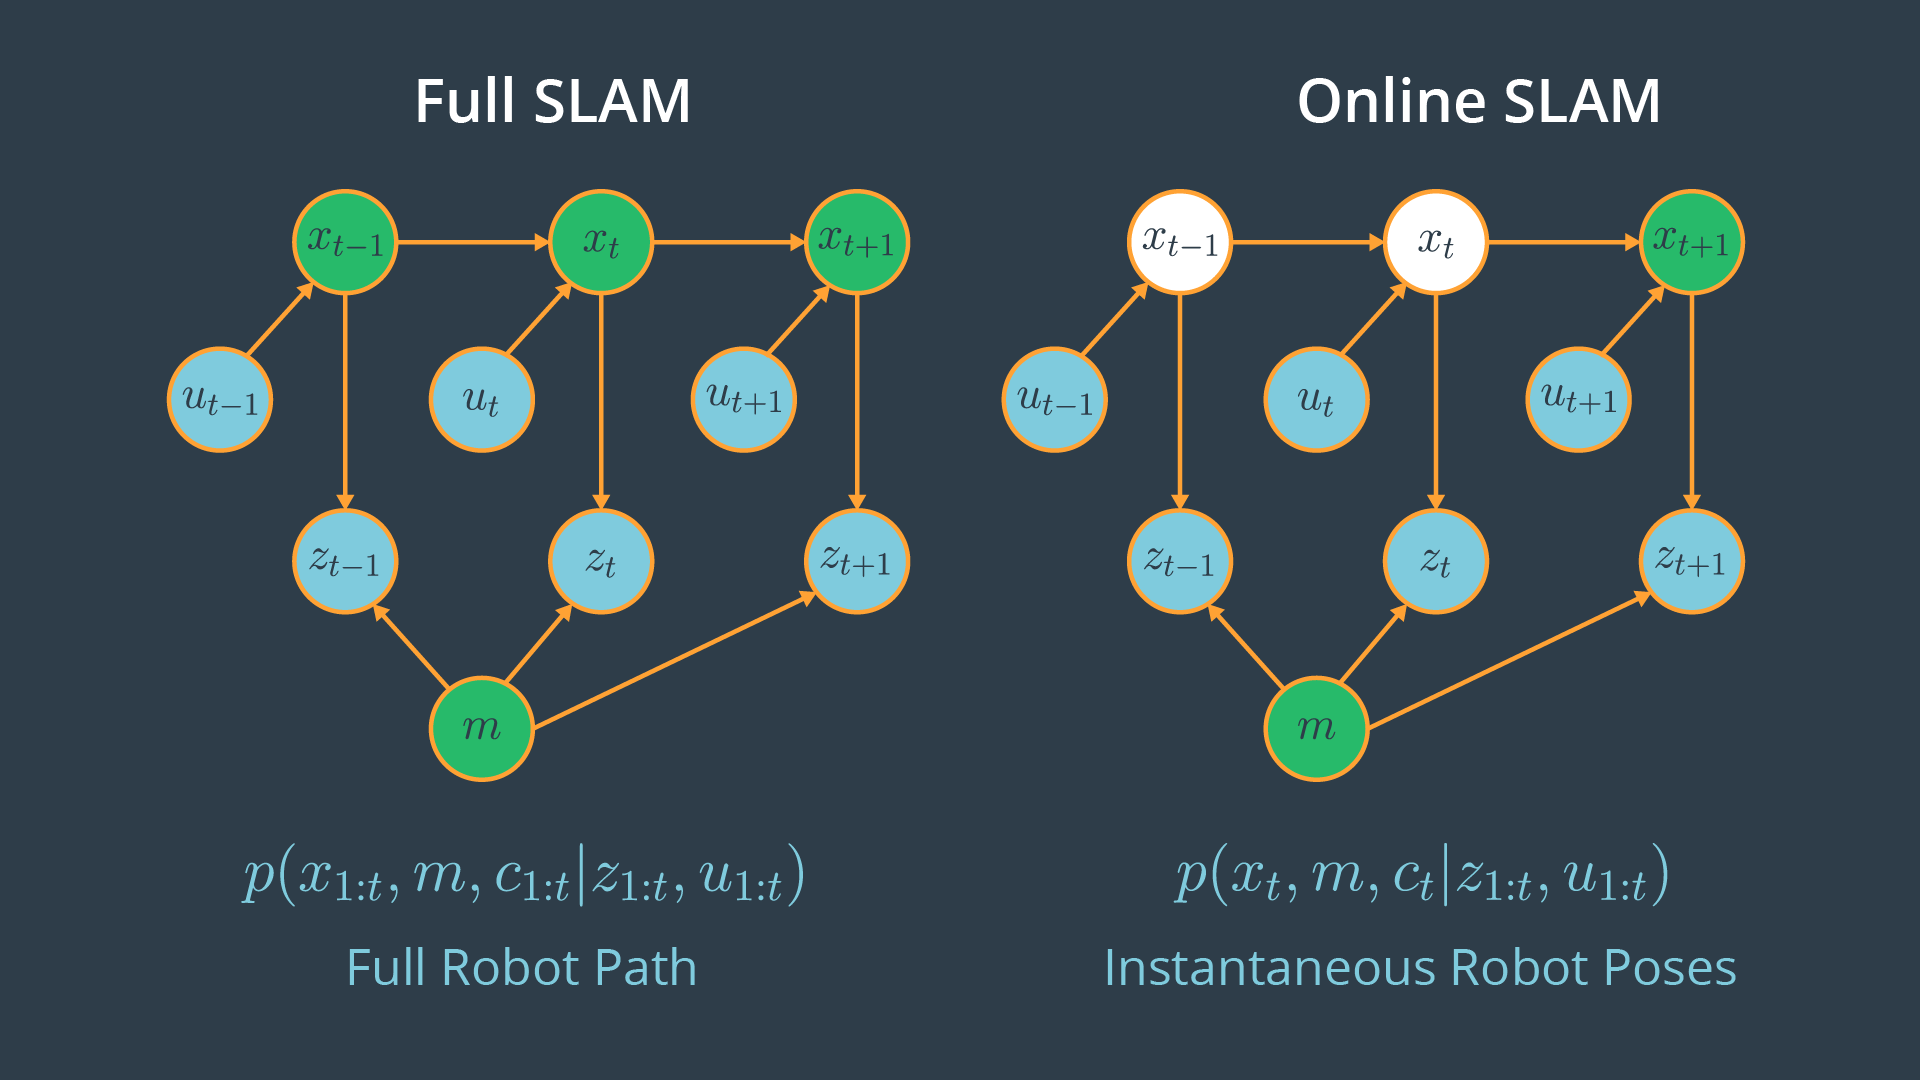 Full SLAM
x_{t-1} x_t x_{t+1}
u_{t-1} u_t u_{t+1}
z_{t-1} z_t z_{t+1}
m
p(x_{1:t}, m, c_{1:t}|z_{1:t}, u_{1:t})
Full Robot Path
Online SLAM
x_{t-1} x_t x_{t+1}
u_{t-1} u_t u_{t+1}
z_{t-1} z_t z_{t+1}
m
p(x_t, m, c_t|z_{1:t}, u_{1:t})
Instantaneous Robot Poses